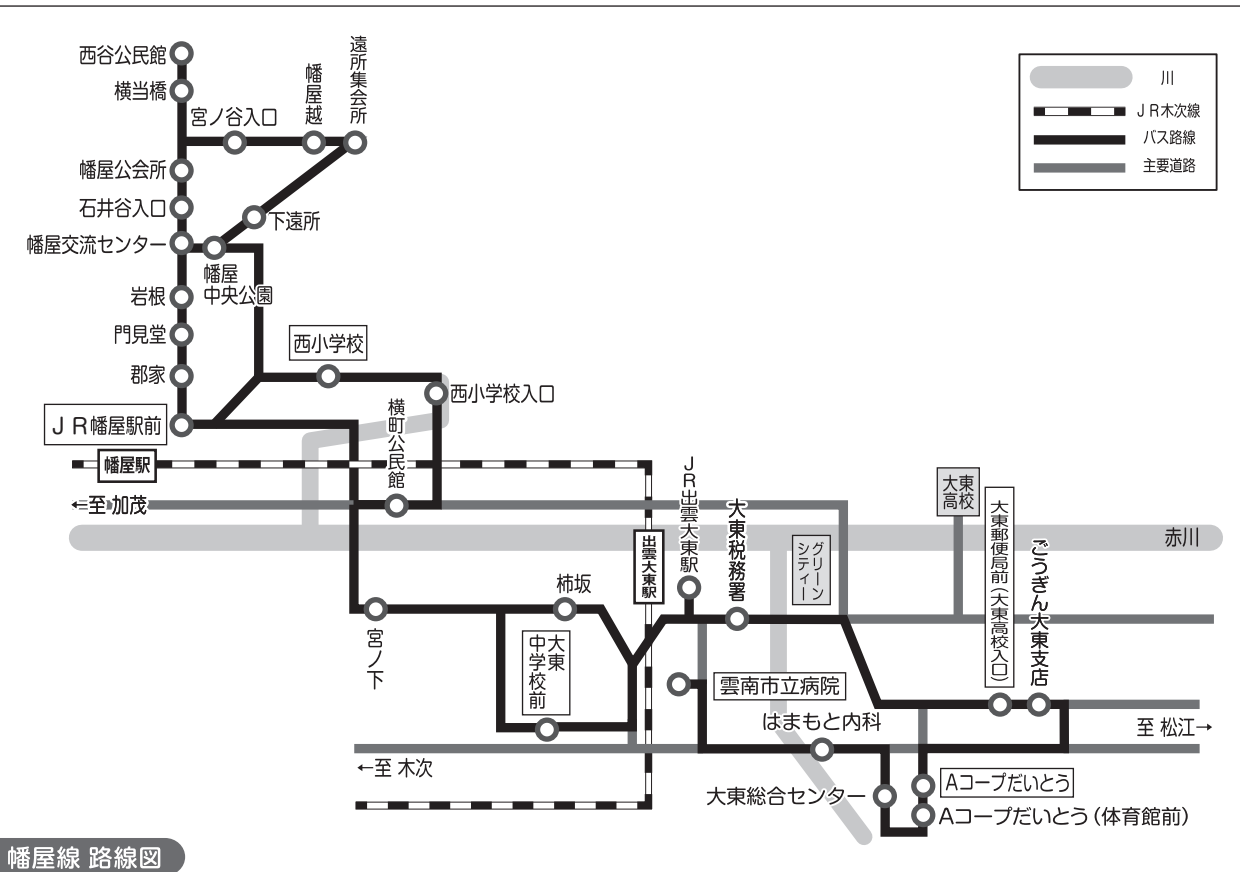 西谷公民館
横当橋
宮ノ谷入口
幡屋越
遠所集会所
幡屋公会所
石井谷入口
幡屋交流センター
下遠所
幡屋
中央公園
岩根
門見堂
郡家
ＪＲ幡屋駅前
西小学校
西小学校入口
横町公民館
幡屋駅
←至 加茂
川
ＪＲ木次線
バス路線
主要道路
ＪＲ出雲大東駅
出雲大東駅
大東税務署
グリーン
シティー
大東
高校
大東郵便局前（大東高校入口）
ごうぎん大東支店
赤川
柿坂
宮ノ下
大東
中学校前
雲南市立病院
はまもと内科
至 松江→
←至 木次
大東総合センター
Aコープだいとう
Aコープだいとう（体育館前）
幡屋線 路線図